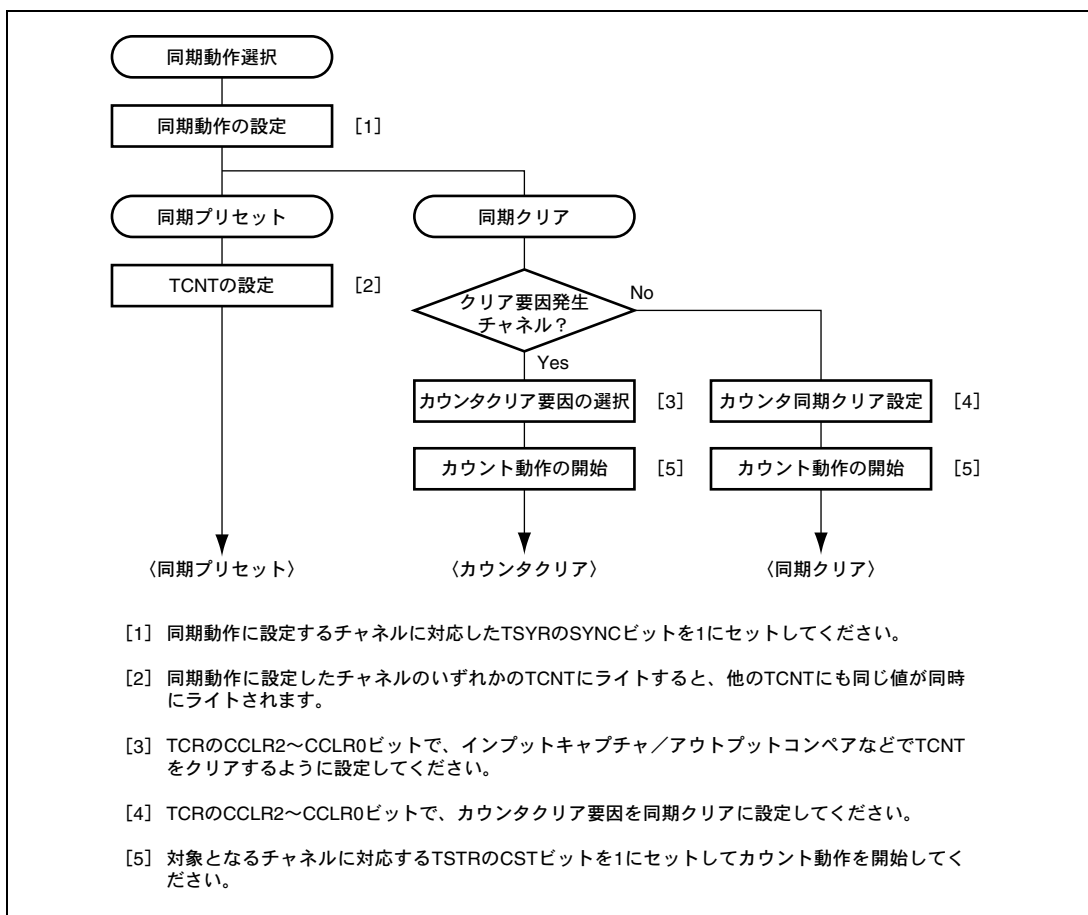 同期動作選択
同期動作の設定 [1]
同期プリセット
同期クリア
TCNTの設定 [2]
クリア要因発生
チャネル？
No
Yes
カウンタクリア要因の選択 [3]
カウンタ同期クリア設定 [4]
カウント動作の開始 [5]
カウント動作の開始 [5]
〈同期プリセット〉
〈カウンタクリア〉
〈同期クリア〉
[1] 同期動作に設定するチャネルに対応したTSYRのSYNCビットを1にセットしてください。
[2] 同期動作に設定したチャネルのいずれかのTCNTにライトすると、他のTCNTにも同じ値が同時
にライトされます。
[3] TCRのCCLR2～CCLR0ビットで、インプットキャプチャ／アウトプットコンペアなどでTCNT
をクリアするように設定してください。
[4] TCRのCCLR2～CCLR0ビットで、カウンタクリア要因を同期クリアに設定してください。
[5] 対象となるチャネルに対応するTSTRのCSTビットを1にセットしてカウント動作を開始してく
ださい。